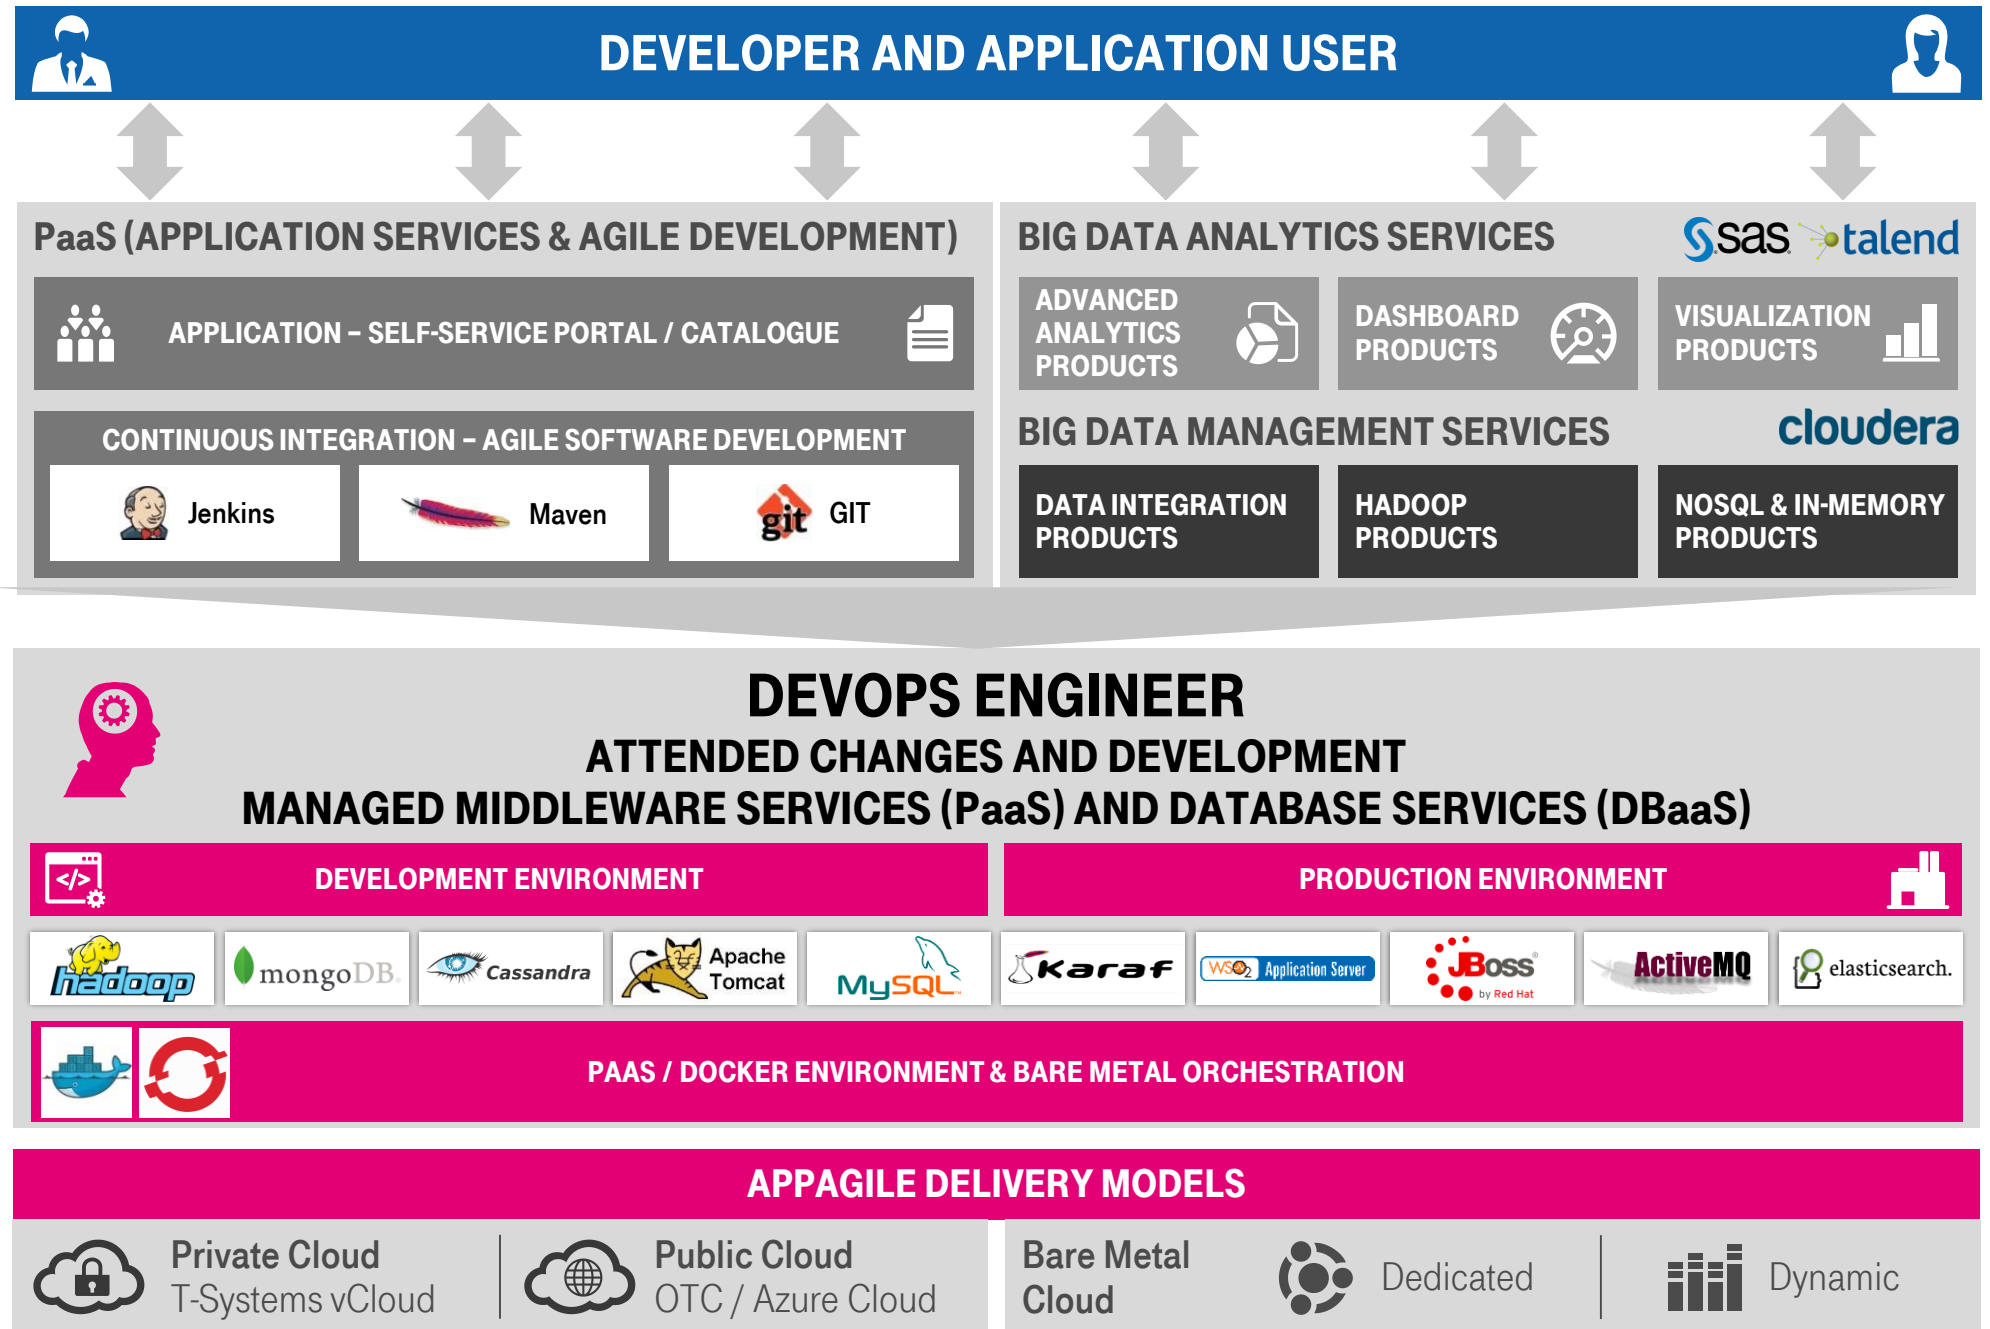 DEVELOPER AND APPLICATION USER
PaaS (APPLICATION SERVICES & AGILE DEVELOPMENT)
APPLICATION – SELF-SERVICE PORTAL / CATALOGUE
CONTINUOUS INTEGRATION – AGILE SOFTWARE DEVELOPMENT
Jenkins
Maven
git
GIT
BIG DATA ANALYTICS SERVICES
sas
talend
ADVANCED
ANALYTICS
PRODUCTS
DASHBOARD
PRODUCTS
VISUALIZATION
PRODUCTS
BIG DATA MANAGEMENT SERVICES
cloudera
DATA INTEGRATION
PRODUCTS
HADOOP
PRODUCTS
NOSQL & IN-MEMORY
PRODUCTS
DEVOPS ENGINEER
ATTENDED CHANGES AND DEVELOPMENT
MANAGED MIDDLEWARE SERVICES (PaaS) AND DATABASE SERVICES (DBaaS)
</>
DEVELOPMENT ENVIRONMENT
PRODUCTION ENVIRONMENT
hadoop
mongoDB.
Cassandra
Apache
Tomcat
MySQL
Karaf
WSO2 Application Server
JBoss
by Red Hat
ActiveMQ
elasticsearch.
PAAS / DOCKER ENVIRONMENT & BARE METAL ORCHESTRATION
APPAGILE DELIVERY MODELS
Private Cloud
T-Systems vCloud
Public Cloud
OTC / Azure Cloud
Bare Metal
Cloud
Dedicated
Dynamic